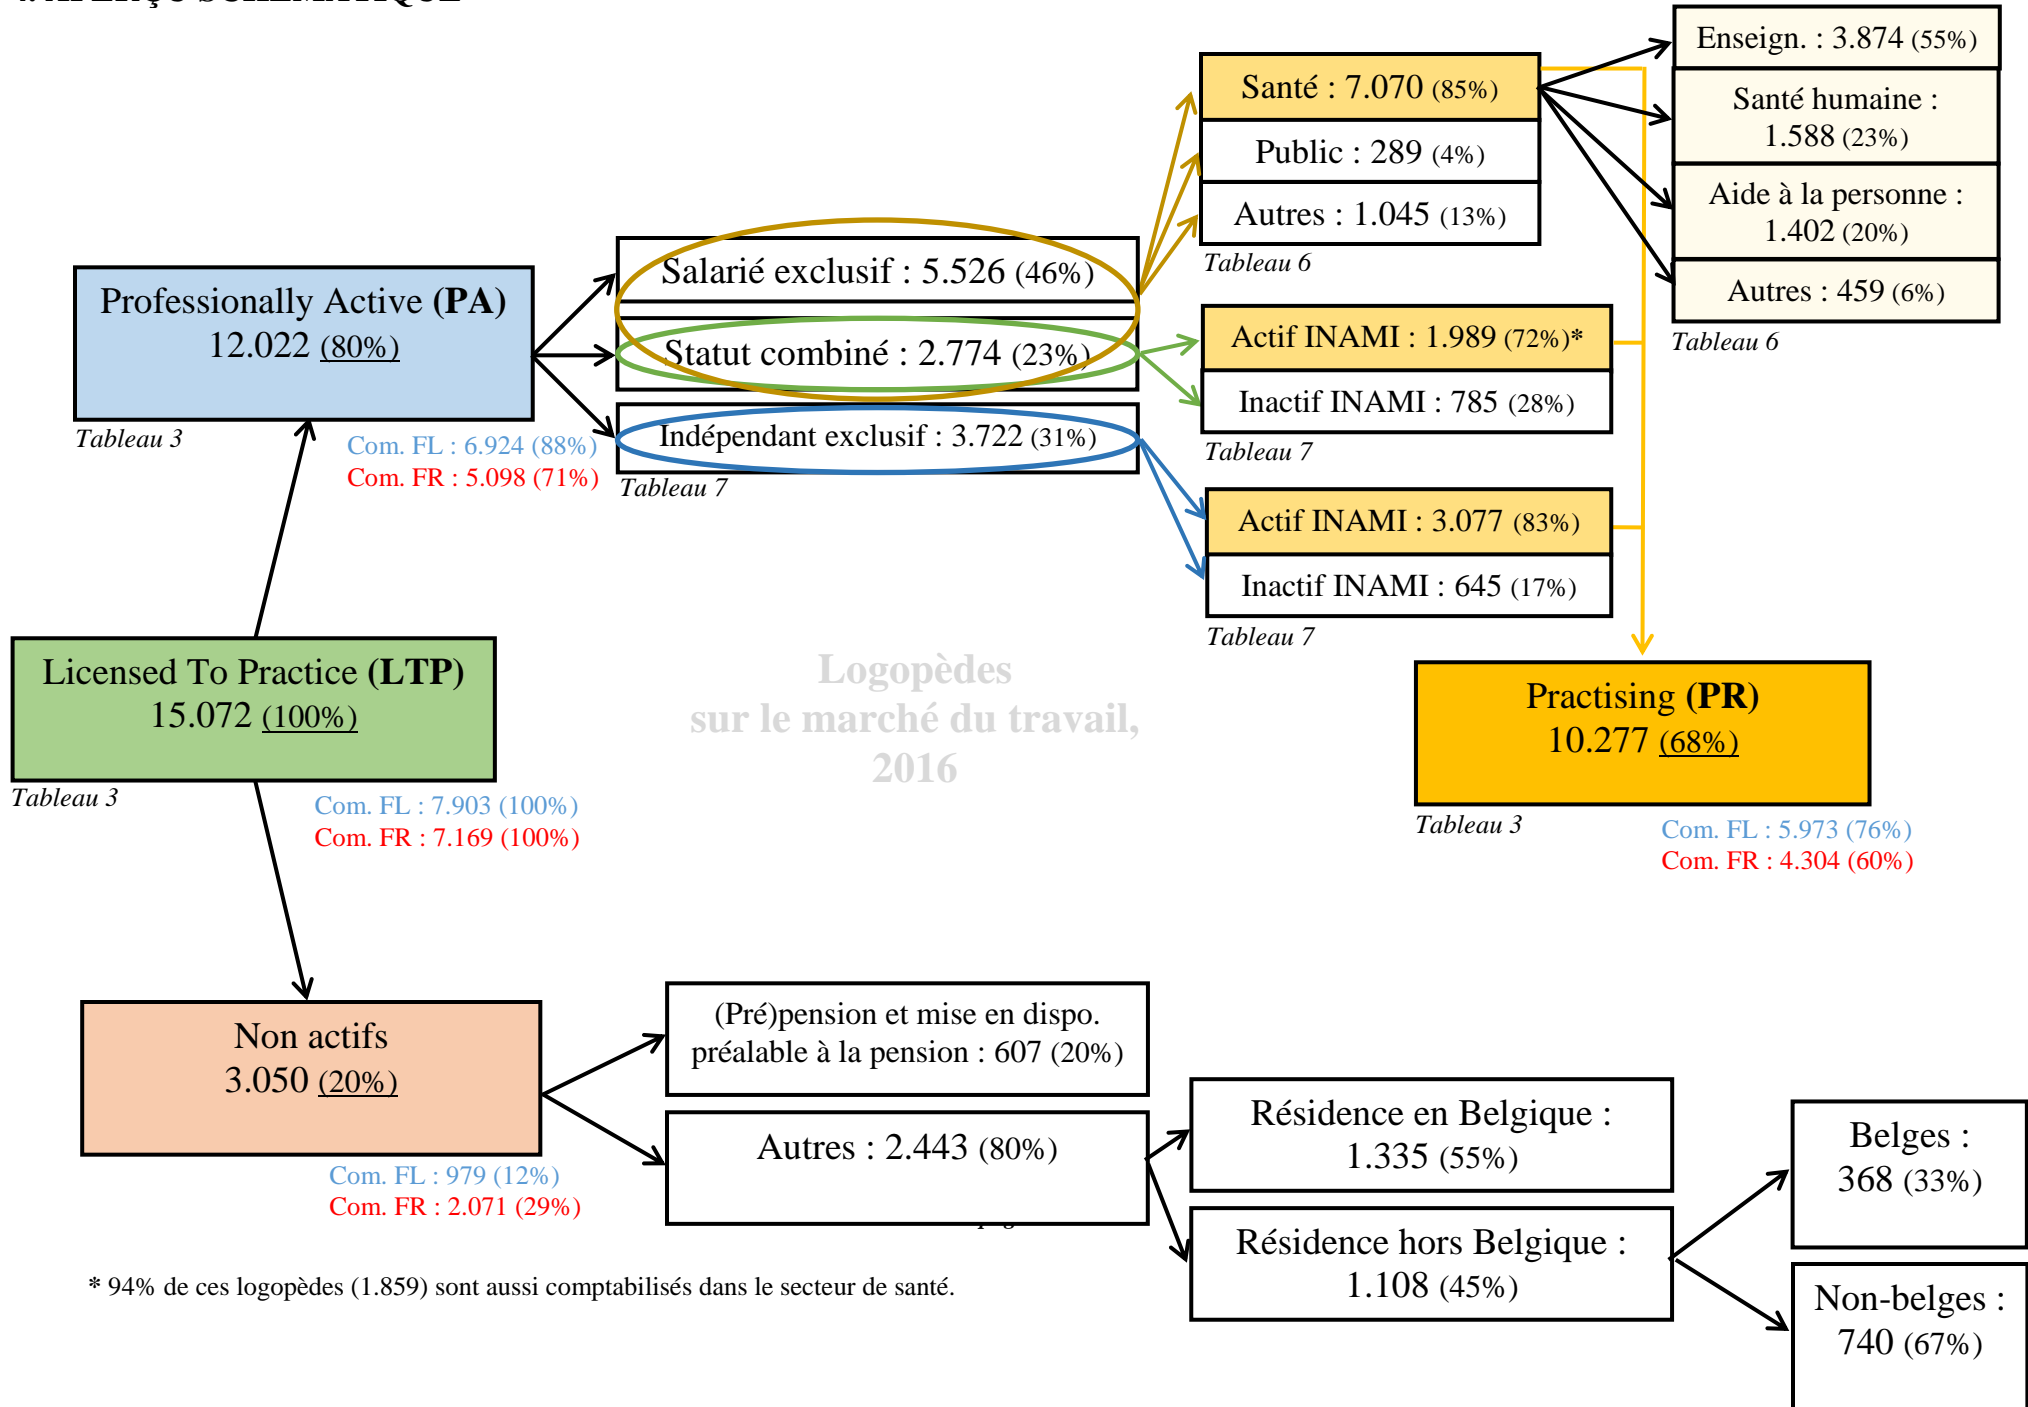 4. APERÇU SCHÉMATIQUE
Enseign. : 3.874 (55%)
Santé humaine :
1.588 (23%)
Aide à la personne :
1.402 (20%)
Autres : 459 (6%)
Tableau 6
Santé : 7.070 (85%)
Public : 289 (4%)
Autres : 1.045 (13%)
Tableau 6
Salarié exclusif : 5.526 (46%)
Statut combiné : 2.774 (23%)
Indépendant exclusif : 3.722 (31%)
Tableau 7
Professionally Active (PA)
12.022 (80%)
Tableau 3
Com. FL : 6.924 (88%)
Com. FR : 5.098 (71%)
Actif INAMI : 1.989 (72%)*
Inactif INAMI : 785 (28%)
Tableau 7
Actif INAMI : 3.077 (83%)
Inactif INAMI : 645 (17%)
Tableau 7
Licensed To Practice (LTP)
15.072 (100%)
Tableau 3
Com. FL : 7.903 (100%)
Com. FR : 7.169 (100%)
Logopèdes
sur le marché du travail,
2016
Practising (PR)
10.277 (68%)
Tableau 3
Com. FL : 5.973 (76%)
Com. FR : 4.304 (60%)
Non actifs
3.050 (20%)
Com. FL : 979 (12%)
Com. FR : 2.071 (29%)
(Pré)pension et mise en dispo.
préalable à la pension : 607 (20%)
Autres : 2.443 (80%)
Résidence en Belgique :
1.335 (55%)
Résidence hors Belgique :
1.108 (45%)
Belges :
368 (33%)
Non-belges :
740 (67%)
* 94% de ces logopèdes (1.859) sont aussi comptabilisés dans le secteur de santé.